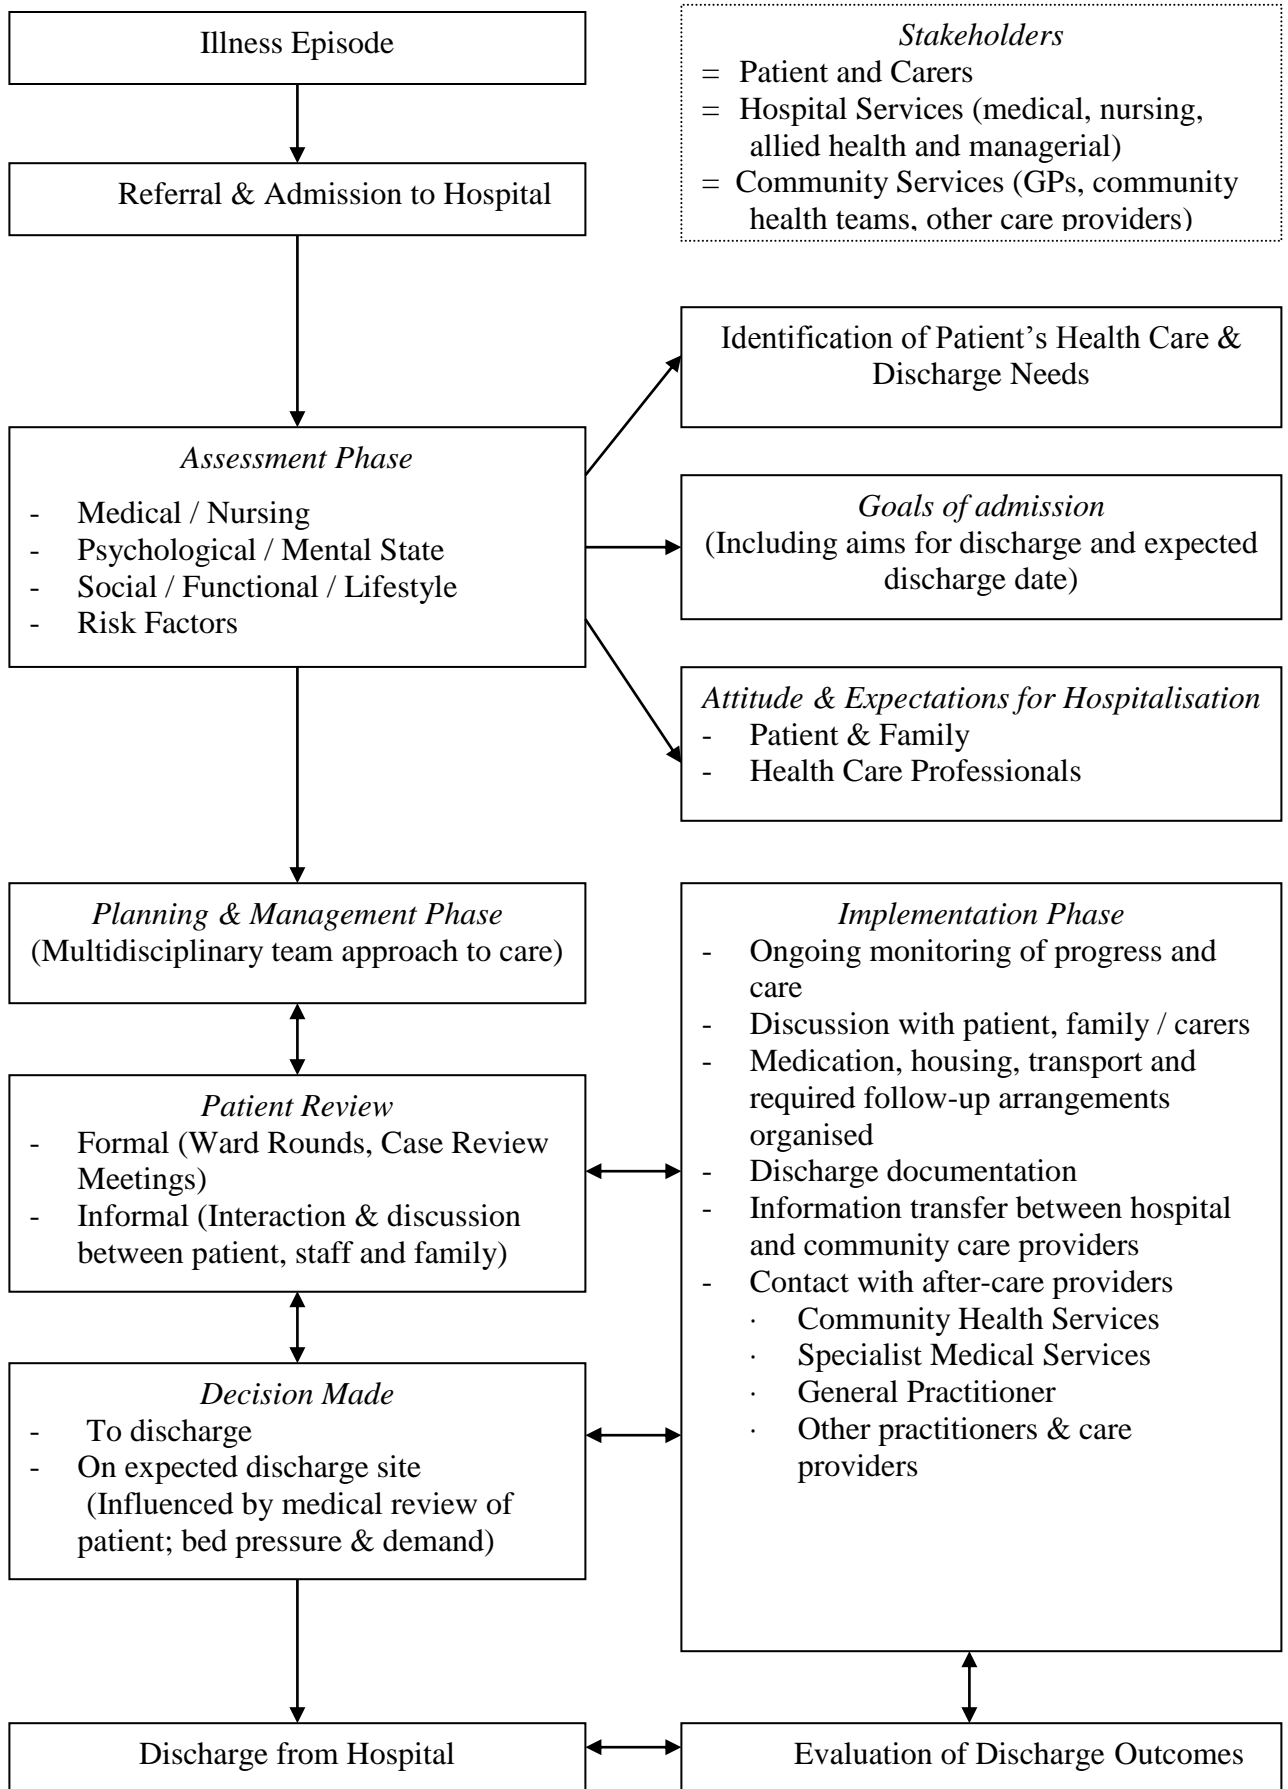 Illness Episode
Stakeholders
= Patient and Carers
= Hospital Services (medical, nursing,
allied health and managerial)
= Community Services (GPs, community
health teams, other care providers)
Referral & Admission to Hospital
Identification of Patient’s Health Care &
Discharge Needs
Assessment Phase
- Medical / Nursing
- Psychological / Mental State
- Social / Functional / Lifestyle
- Risk Factors
Goals of admission
(Including aims for discharge and expected
discharge date)
Attitude & Expectations for Hospitalisation
- Patient & Family
- Health Care Professionals
Planning & Management Phase
(Multidisciplinary team approach to care)
Patient Review
- Formal (Ward Rounds, Case Review
Meetings)
- Informal (Interaction & discussion
between patient, staff and family)
Decision Made
- To discharge
- On expected discharge site
(Influenced by medical review of
patient; bed pressure & demand)
Implementation Phase
- Ongoing monitoring of progress and
care
- Discussion with patient, family / carers
- Medication, housing, transport and
required follow-up arrangements
organised
- Discharge documentation
- Information transfer between hospital
and community care providers
- Contact with after-care providers
· Community Health Services
· Specialist Medical Services
· General Practitioner
· Other practitioners & care
providers
Discharge from Hospital
Evaluation of Discharge Outcomes